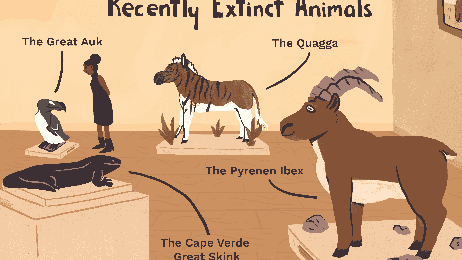 Recently Extinct Animals
The Great Auk
The Quagga
The Pyrenen Ibex
The Cape Verde
Great Skink